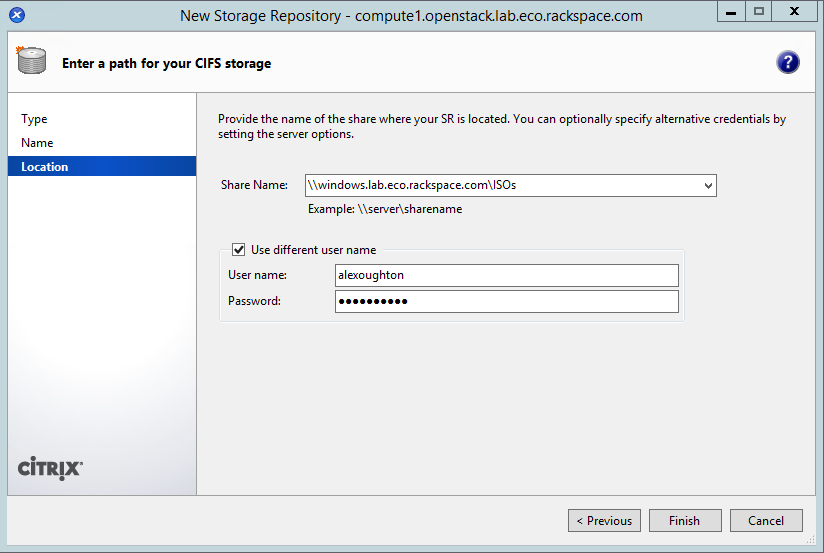 New Storage Repository - compute1.openstack.lab.eco.rackspace.com
Enter a path for your CIFS storage
?
Type
Name
Location
Provide the name of the share where your SR is located. You can optionally specify alternative credentials by
setting the server options.
Share Name: \\windows.lab.eco.rackspace.com\ISOs
Example: \\server\sharename
Use different user name
User name: alexoughton
Password: ●●●●●●●●●●
CITRIX
< Previous Finish Cancel